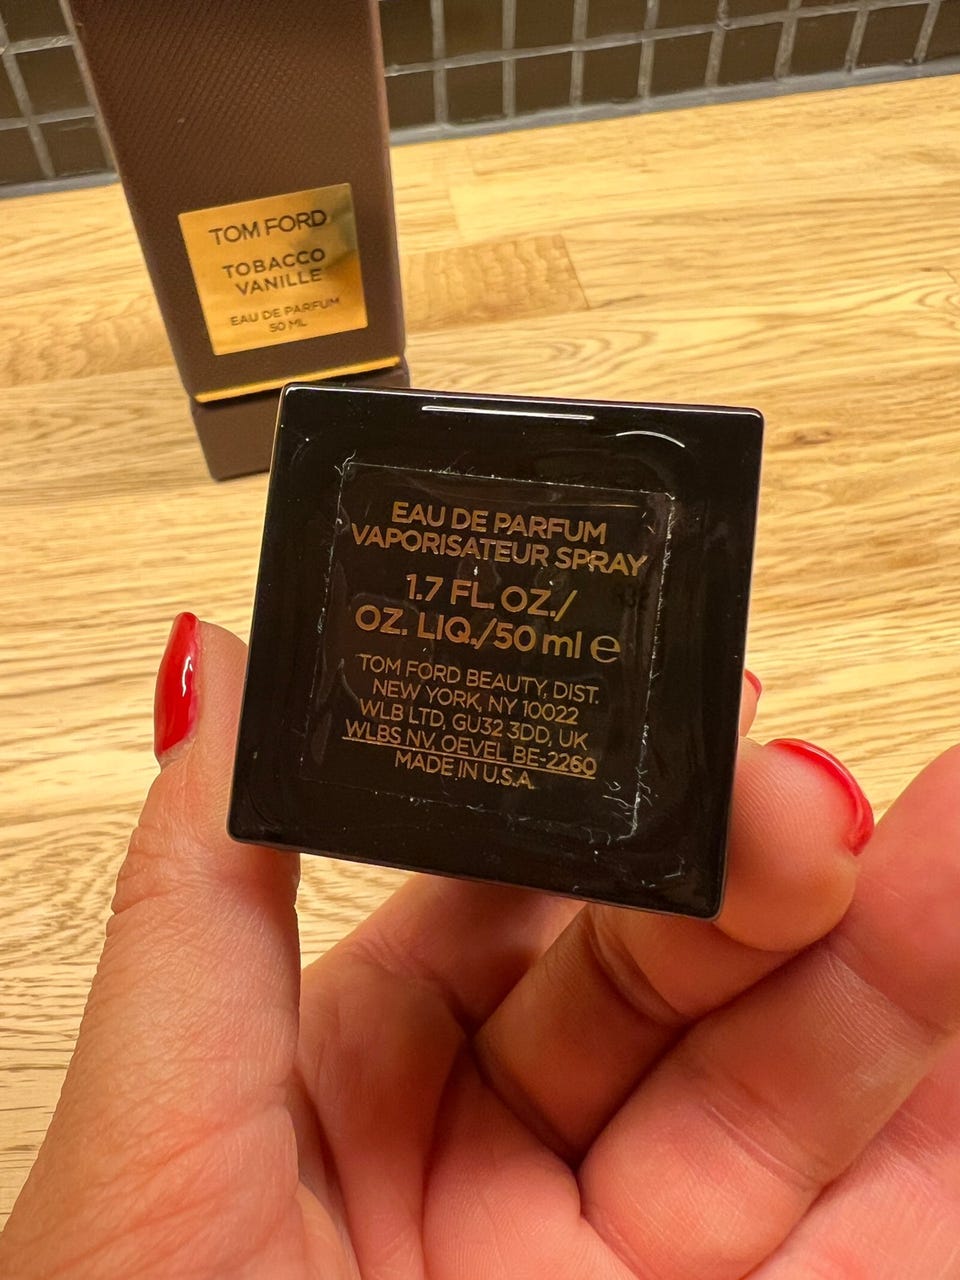 TOM FORD
TOBACCO
VANILLE
EAU DE PARFUM
50 ML
EAU DE PARFUM
VAPORISATEUR SPRAY
1.7 FL. OZ./
OZ. LIQ./50 ml ℮
TOM FORD BEAUTY, DIST.
NEW YORK, NY 10022
WLB LTD, GU32 3DD, UK
WLBS NV, OEVEL BE-2260
MADE IN U.S.A.